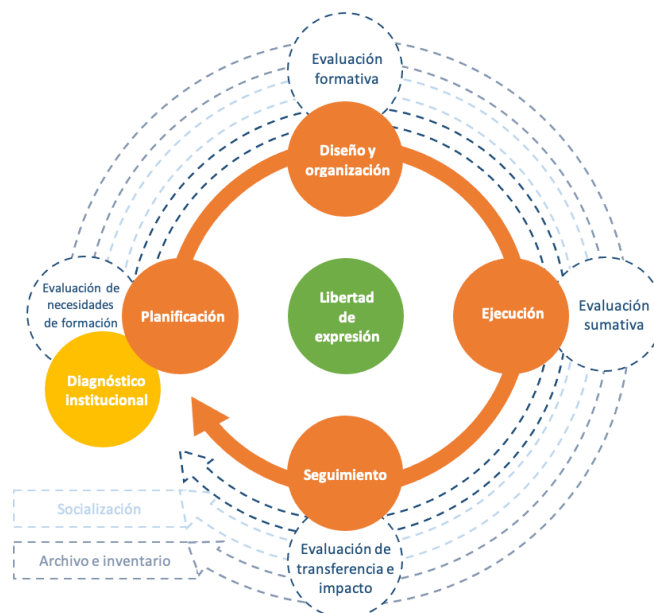 Evaluación
formativa
Diseño y
organización
Evaluación de
necesidades
de formación
Planificación
Libertad
de
expresión
Ejecución
Evaluación
sumativa
Diagnóstico
institucional
Seguimiento
Socialización
Archivo e inventario
Evaluación de
transferencia e
impacto